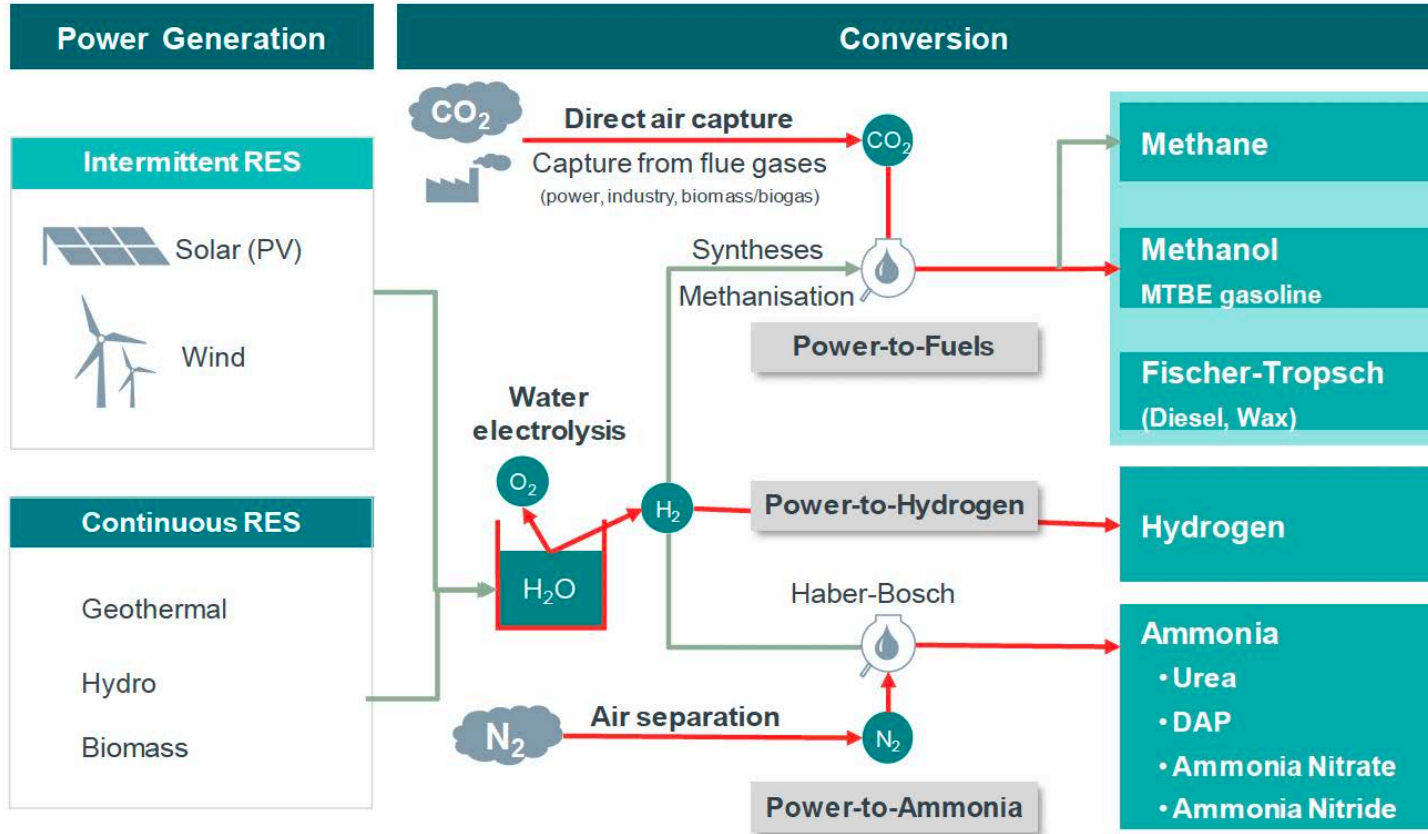 Power Generation
Conversion
Intermittent RES
Solar (PV)
Wind
Continuous RES
Geothermal
Hydro
Biomass
CO₂
Direct air capture
CO₂
Capture from flue gases
(power, industry, biomass/biogas)
Syntheses
Methanisation
Power-to-Fuels
Water
electrolysis
O₂
H₂O
H₂
Power-to-Hydrogen
Haber-Bosch
N₂
Air separation
N₂
Power-to-Ammonia
Methane
Methanol
MTBE gasoline
Fischer-Tropsch
(Diesel, Wax)
Hydrogen
Ammonia
• Urea
• DAP
• Ammonia Nitrate
• Ammonia Nitride